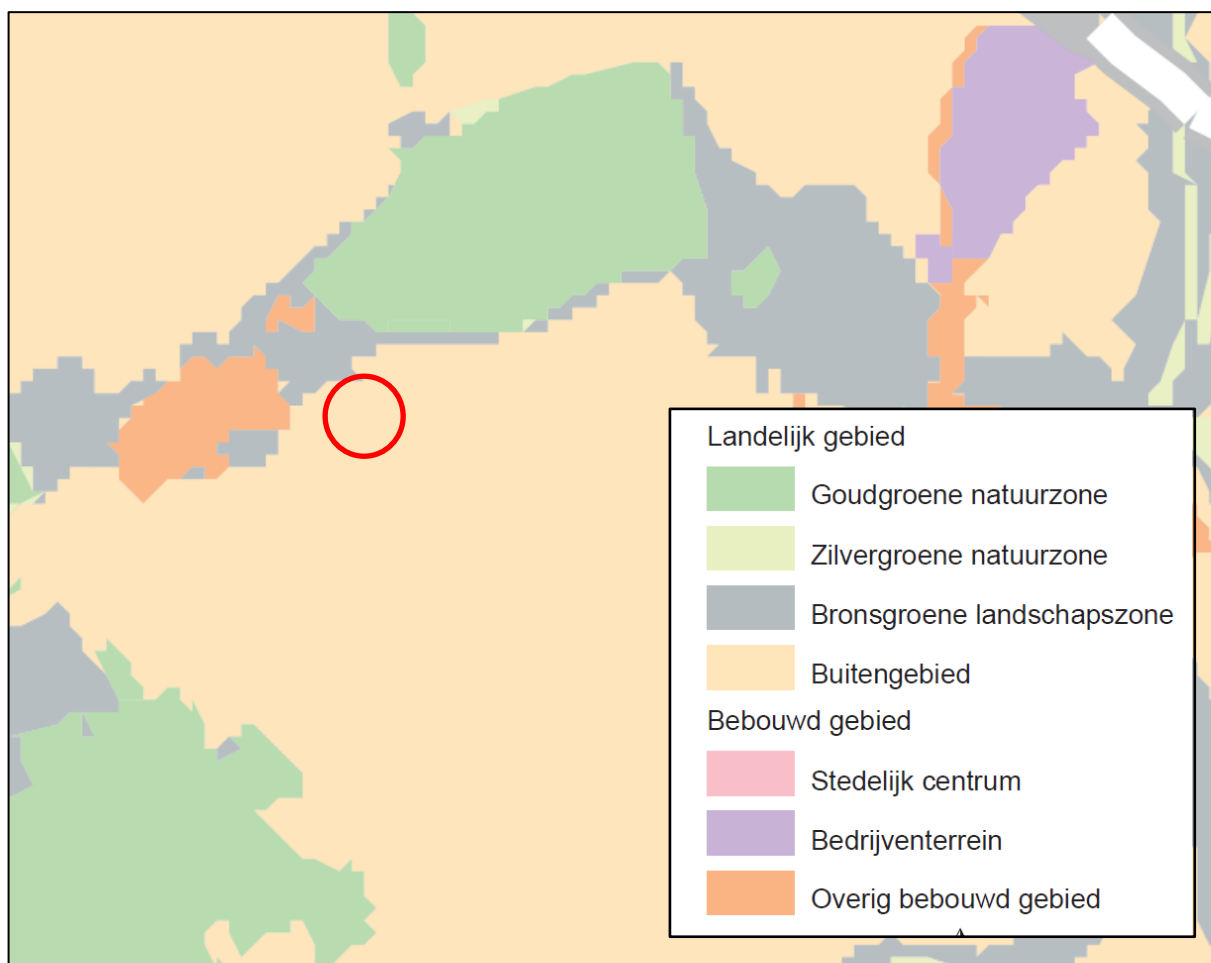 Landelijk gebied
Goudgroene natuurzone
Zilvergroene natuurzone
Bronsgroene landschapszone
Buitengebied
Bebouwd gebied
Stedelijk centrum
Bedrijventerrein
Overig bebouwd gebied